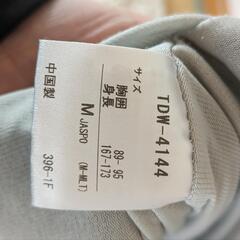 TDW-4144
サイズ
胸囲 89-95
身長 167-173
M JASPO (M-MLT)
中国製 396-1F